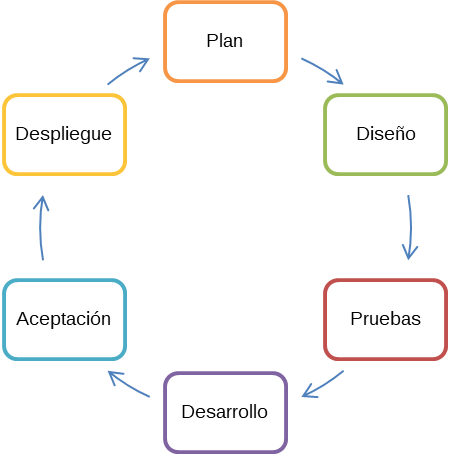 Plan
Diseño
Pruebas
Desarrollo
Aceptación
Despliegue